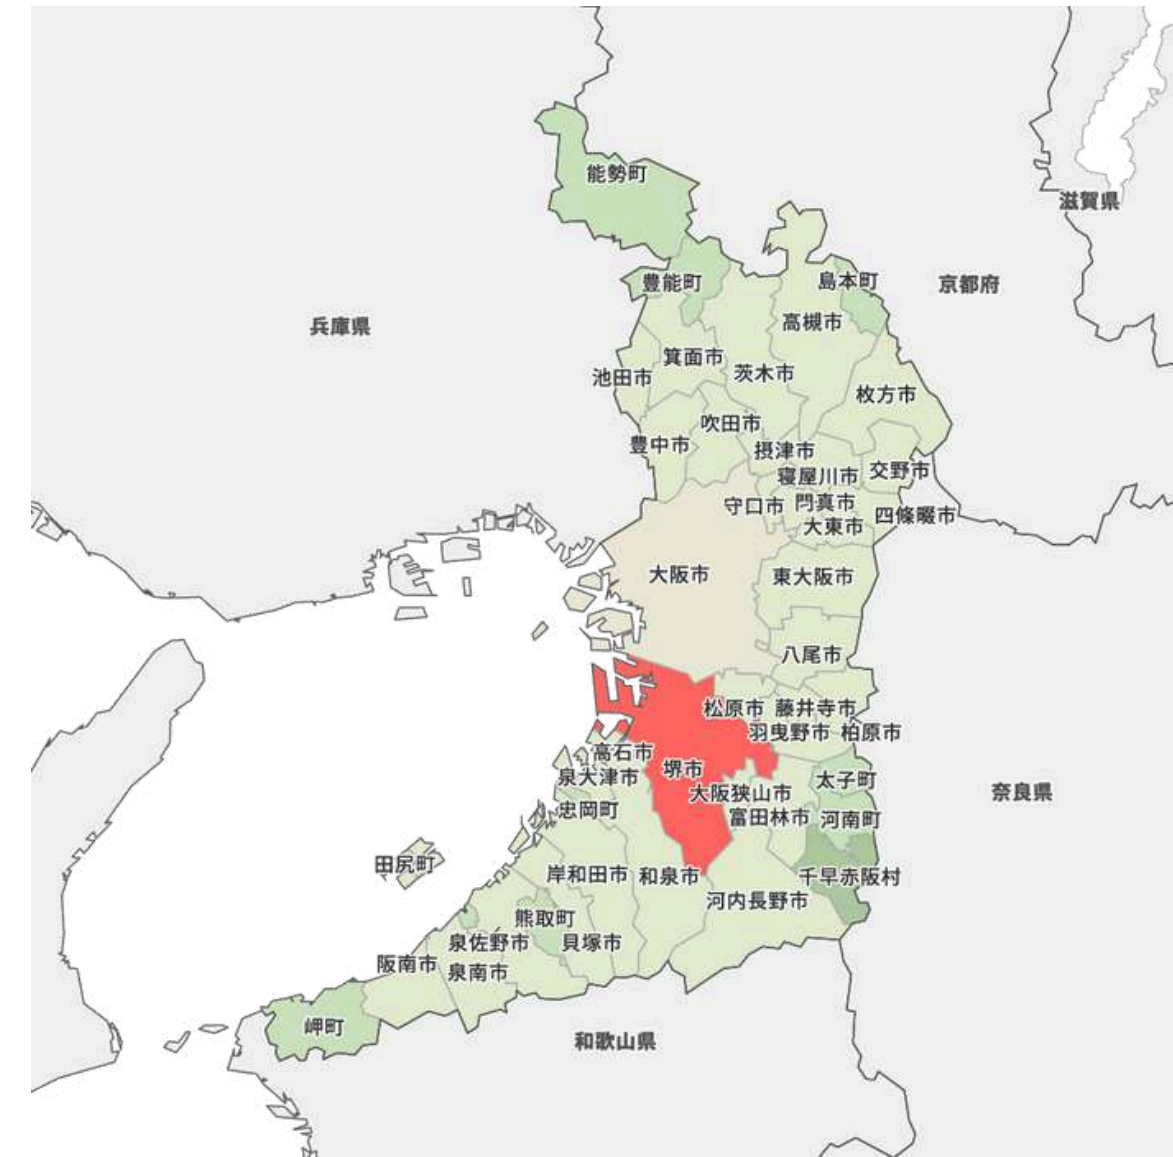 能勢町
滋賀県
豊能町
島本町
京都府
高槻市
兵庫県
箕面市
池田市
茨木市
枚方市
吹田市
豊中市
摂津市
寝屋川市
交野市
守口市
門真市
四條畷市
大東市
大阪市
東大阪市
八尾市
松原市
藤井寺市
羽曳野市
柏原市
高石市
堺市
泉大津市
太子町
大阪狭山市
奈良県
忠岡町
富田林市
河南町
田尻町
岸和田市
和泉市
千早赤阪村
河内長野市
熊取町
泉佐野市
貝塚市
阪南市
泉南市
岬町
和歌山県